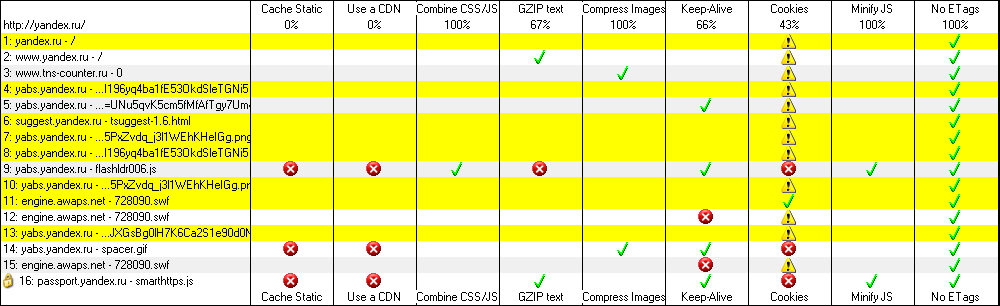 Cache Static Use a CDN Combine CSS/JS GZIP text Compress Images Keep-Alive Cookies Minify JS No ETags
http://yandex.ru/ 0% 0% 100% 67% 100% 66% 43% 100% 100%
1: yandex.ru - /
2: www.yandex.ru - /
3: www.tns-counter.ru - 0
4: yabs.yandex.ru - ...I196yq4ba1fE53OkdSIeTGNi5
5: yabs.yandex.ru - ...=UNu5qvK5cm5fMfAfTgy7Um
6: suggest.yandex.ru - tsuggest-1.6.html
7: yabs.yandex.ru - ...5PxZvdq_j3l1WEhKHeIGg.png
8: yabs.yandex.ru - ...I196yq4ba1fE53OkdSIeTGNi5
9: yabs.yandex.ru - flashldr006.js
10: yabs.yandex.ru - ...5PxZvdq_j3l1WEhKHeIGg.pr
11: engine.awaps.net - 728090.swf
12: engine.awaps.net - 728090.swf
13: yabs.yandex.ru - ...JXGsBg0IH7K6Ca2S1e90d0N
14: yabs.yandex.ru - spacer.gif
15: engine.awaps.net - 728090.swf
16: passport.yandex.ru - smarthttps.js
Cache Static Use a CDN Combine CSS/JS GZIP text Compress Images Keep-Alive Cookies Minify JS No ETags